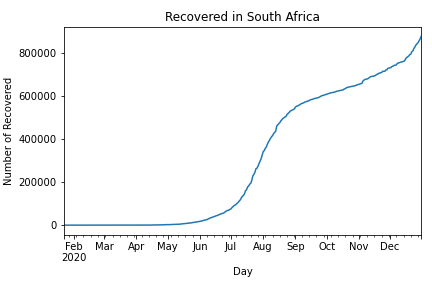 Recovered in South Africa
Number of Recovered
800000
600000
400000
200000
0
Feb Mar Apr May Jun Jul Aug Sep Oct Nov Dec
2020
Day